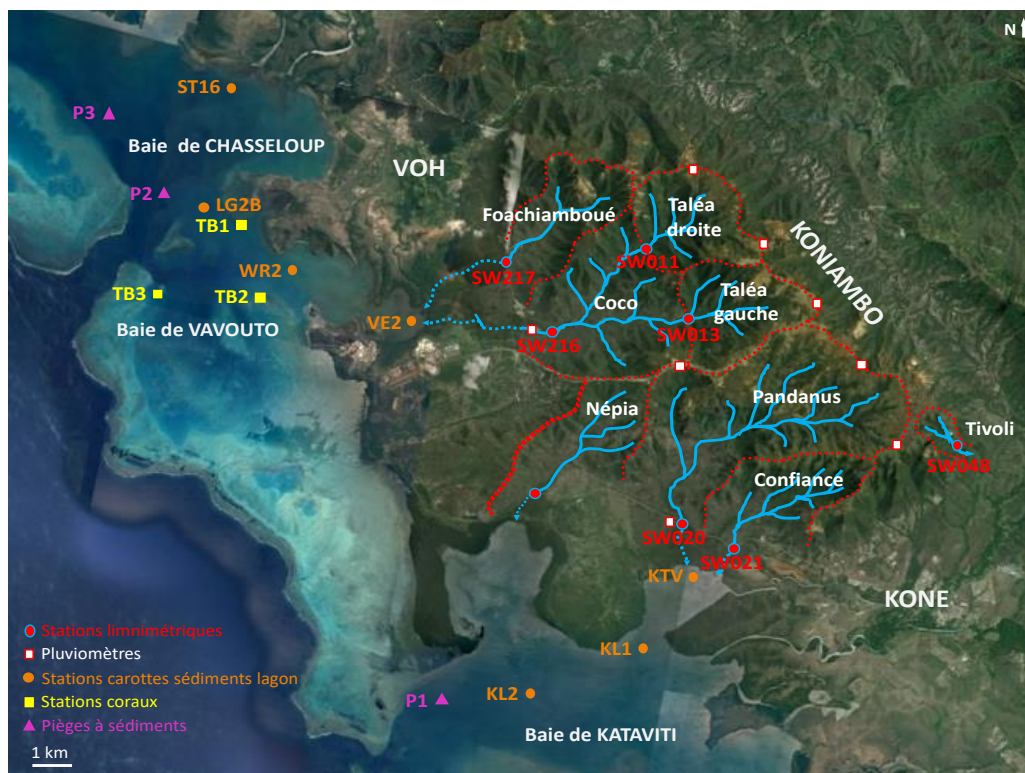 N
ST16
P3
Baie de CHASSELOUP
VOH
P2
LG2B
TB1
Foachiamboué
Taléa
droite
KONIAMBO
WR2
SW217
SW011
TB3
TB2
Coco
Taléa
gauche
Baie de VAVOUTO
VE2
SW216
SW013
Népia
Pandanus
Tivoli
SW048
Confiance
SW020
SW021
KTV
KONE
Stations limnimétriques
Pluviomètres
KL1
Stations carottes sédiments lagon
Stations coraux
P1
KL2
Pièges à sédiments
Baie de KATAVITI
1 km